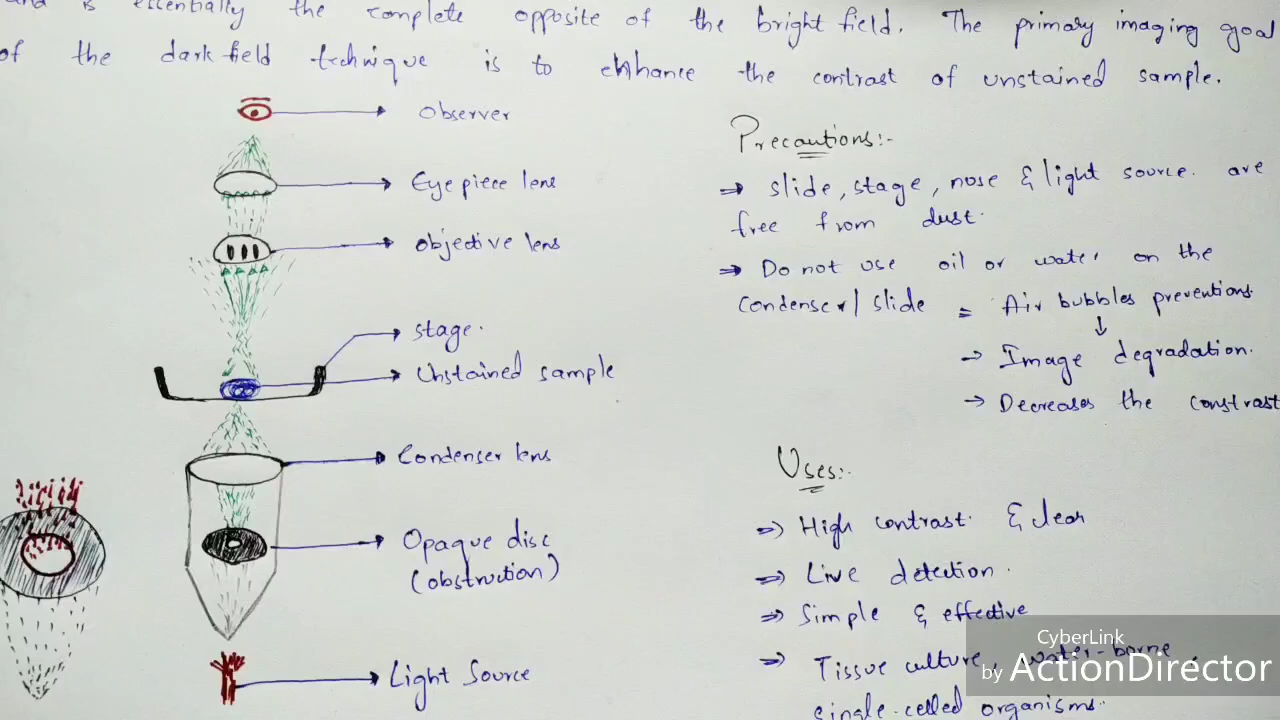 and is essentially the complete opposite of the bright field. The primary imaging goal
of the dark field technique is to enhance the contrast of unstained sample.
Observer
Eye piece lens
Objective lens
Stage.
Unstained sample
Condenser lens
Opaque disc
(obstruction)
Light Source
Precautions:-
⇒ Slide, stage, nose & light source. are
free from dust.
⇒ Do not use oil or water on the
Condenser/ slide = Air bubbles preventions.
↓
→ Image degradation.
→ Decreases the constrast
Uses:-
⇒ High contrast. & clear
⇒ Live detection.
⇒ Simple & effective
⇒ Tissue culture, water-borne,
single-celled organisms.
CyberLink
by ActionDirector